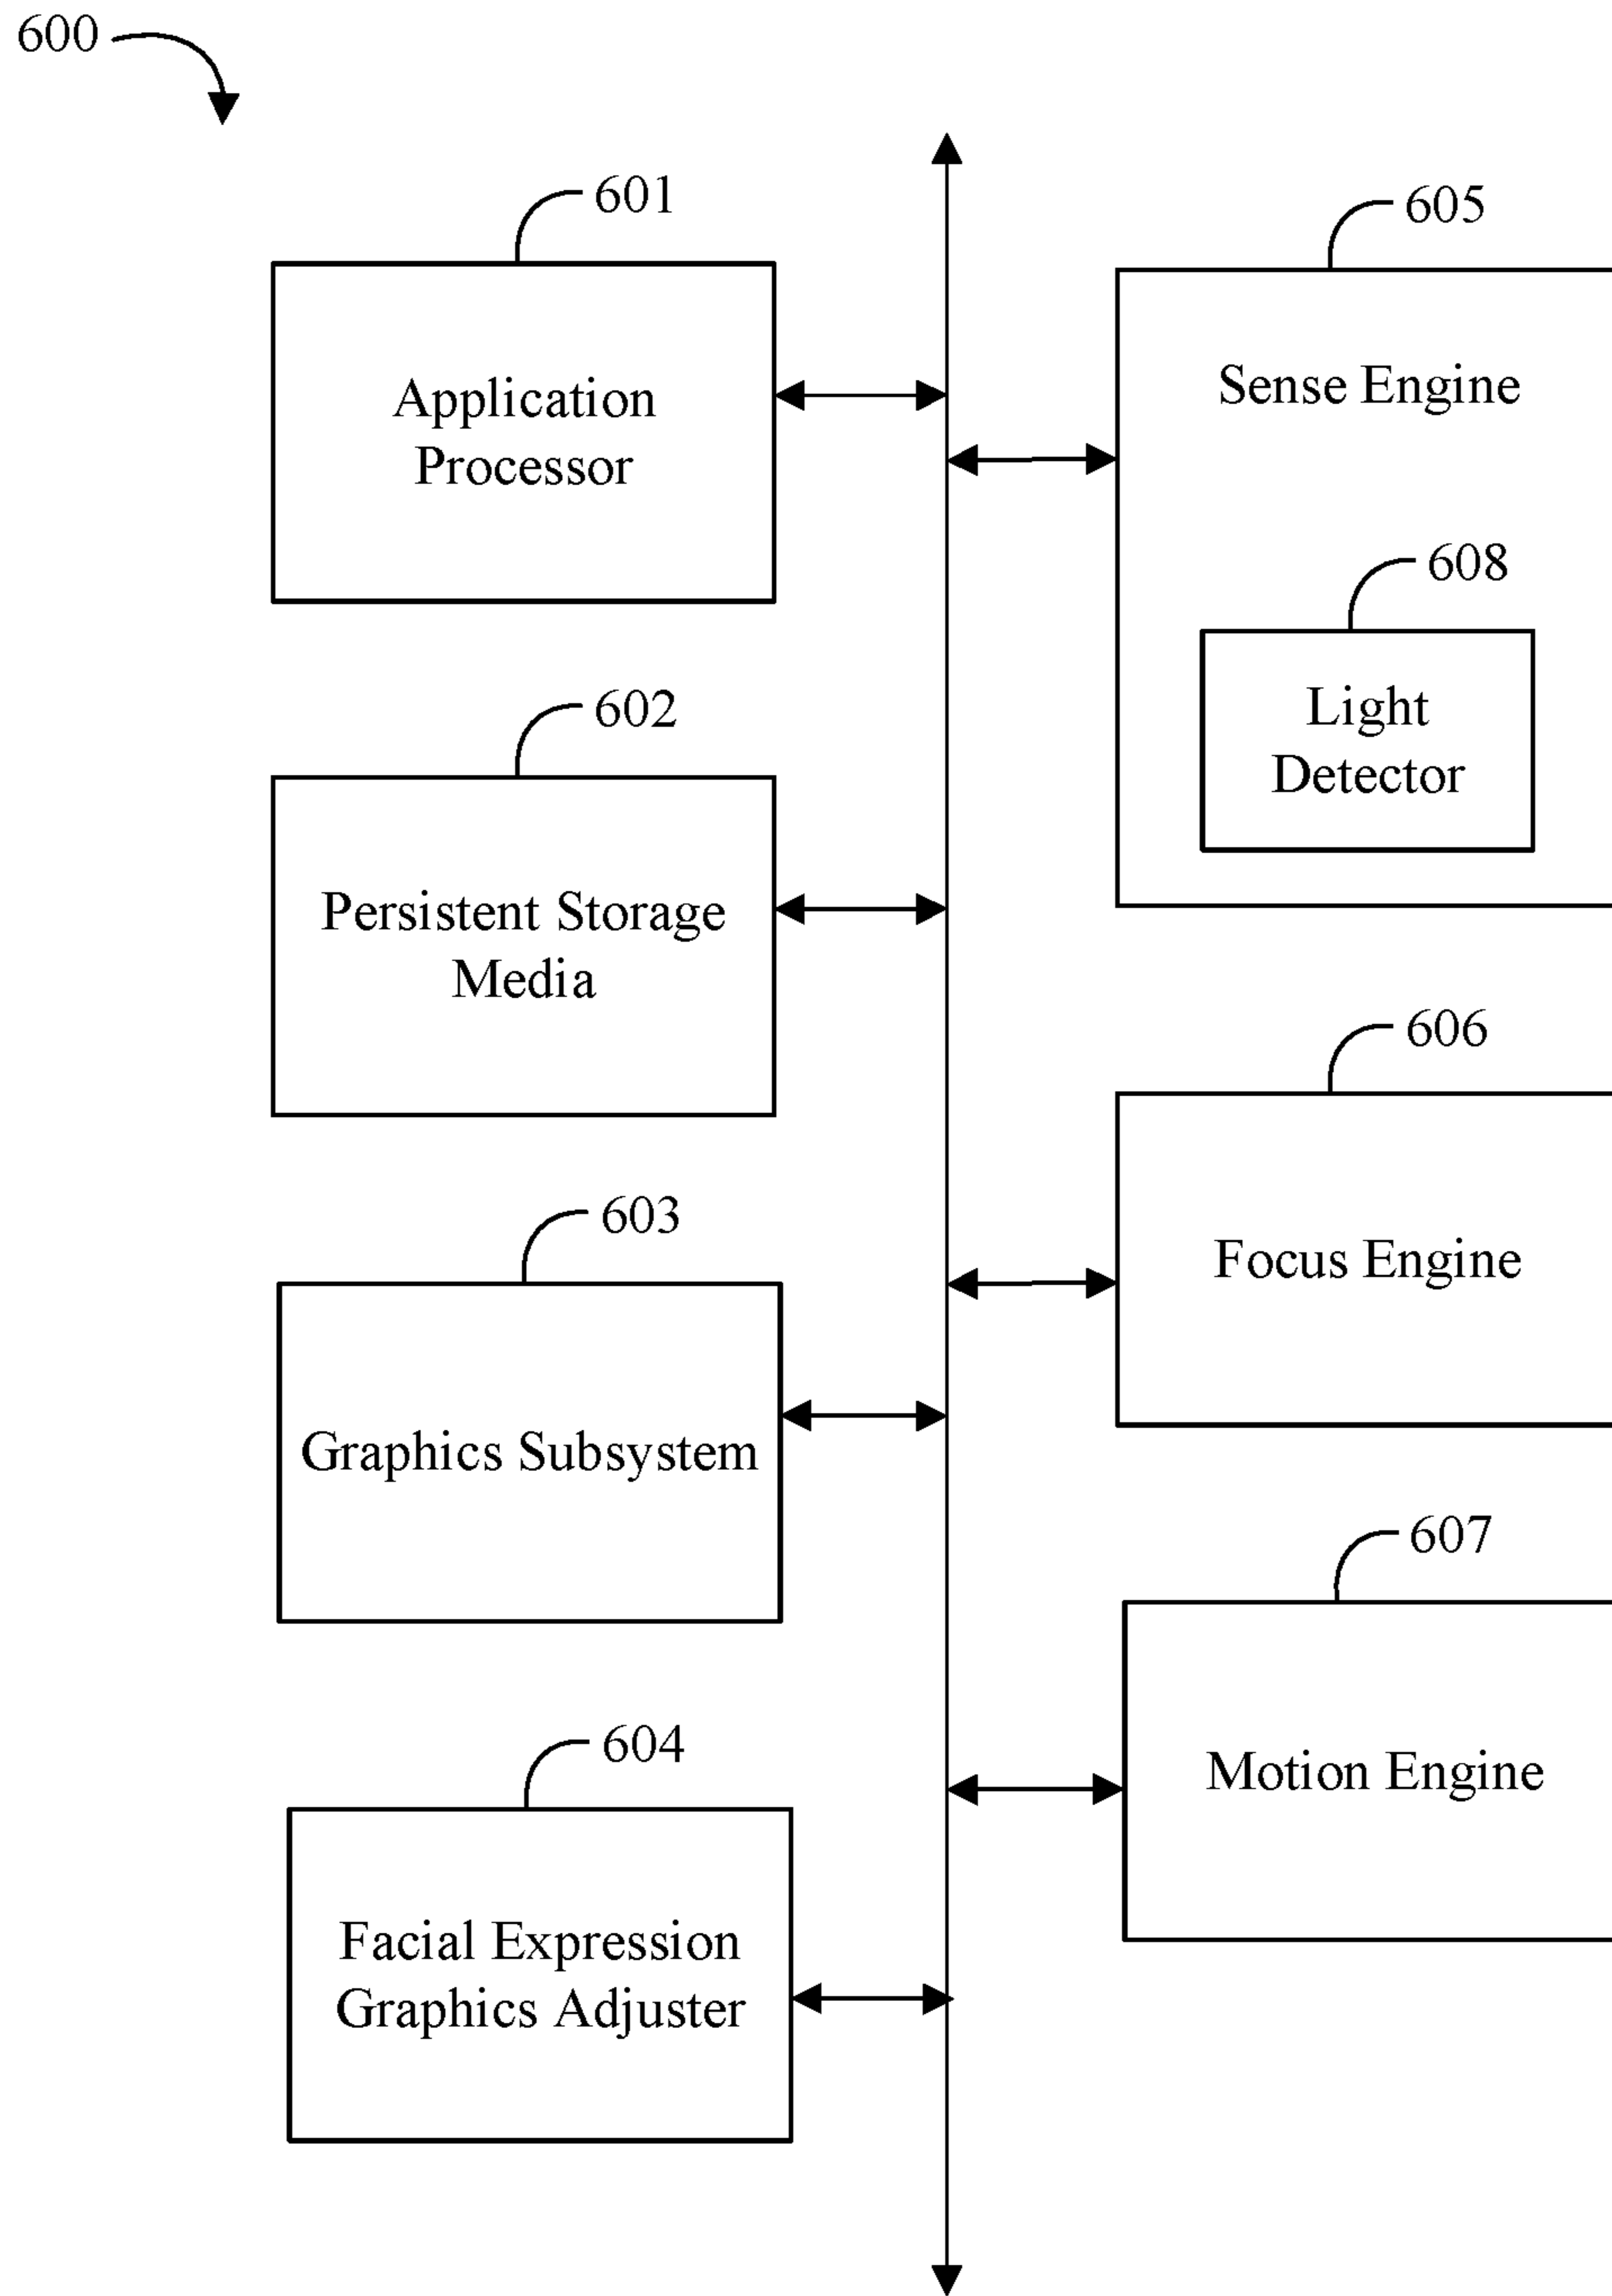 600
601
Application
Processor
602
Persistent Storage
Media
603
Graphics Subsystem
604
Facial Expression
Graphics Adjuster
605
Sense Engine
608
Light
Detector
606
Focus Engine
607
Motion Engine